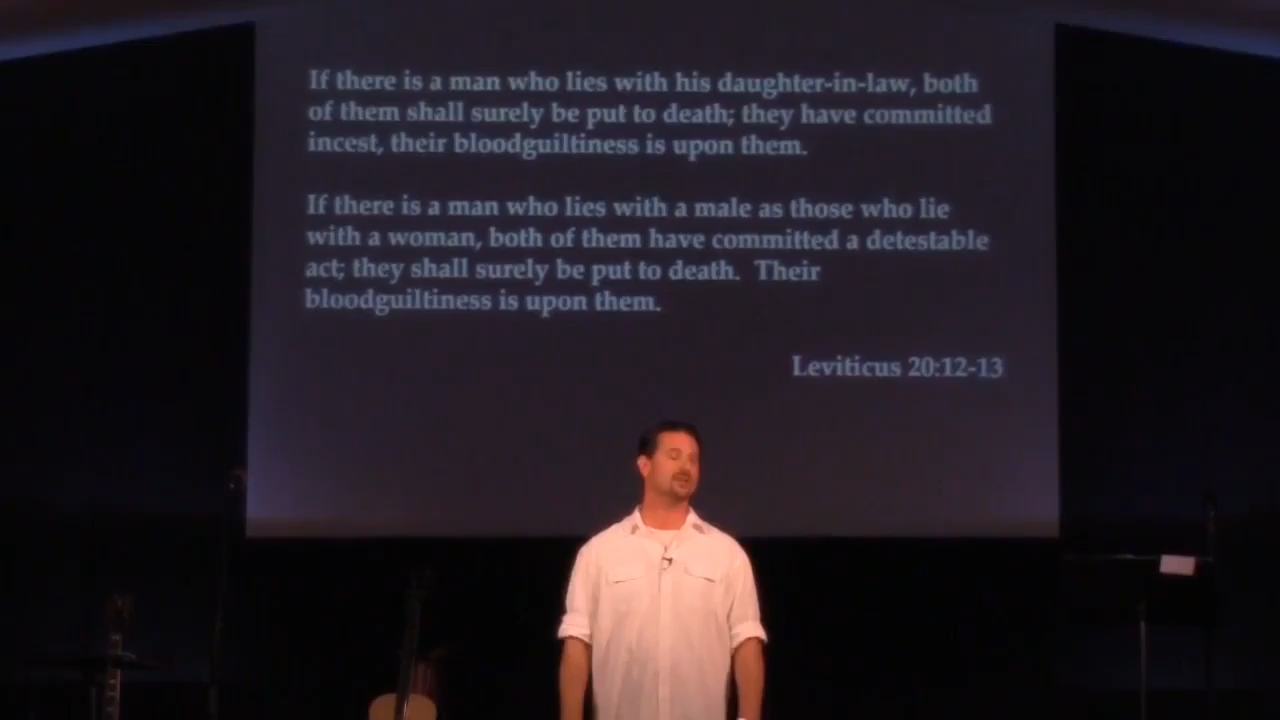 If there is a man who lies with his daughter-in-law, both
of them shall surely be put to death; they have committed
incest, their bloodguiltiness is upon them.
If there is a man who lies with a male as those who lie
with a woman, both of them have committed a detestable
act; they shall surely be put to death.  Their
bloodguiltiness is upon them.
Leviticus 20:12-13